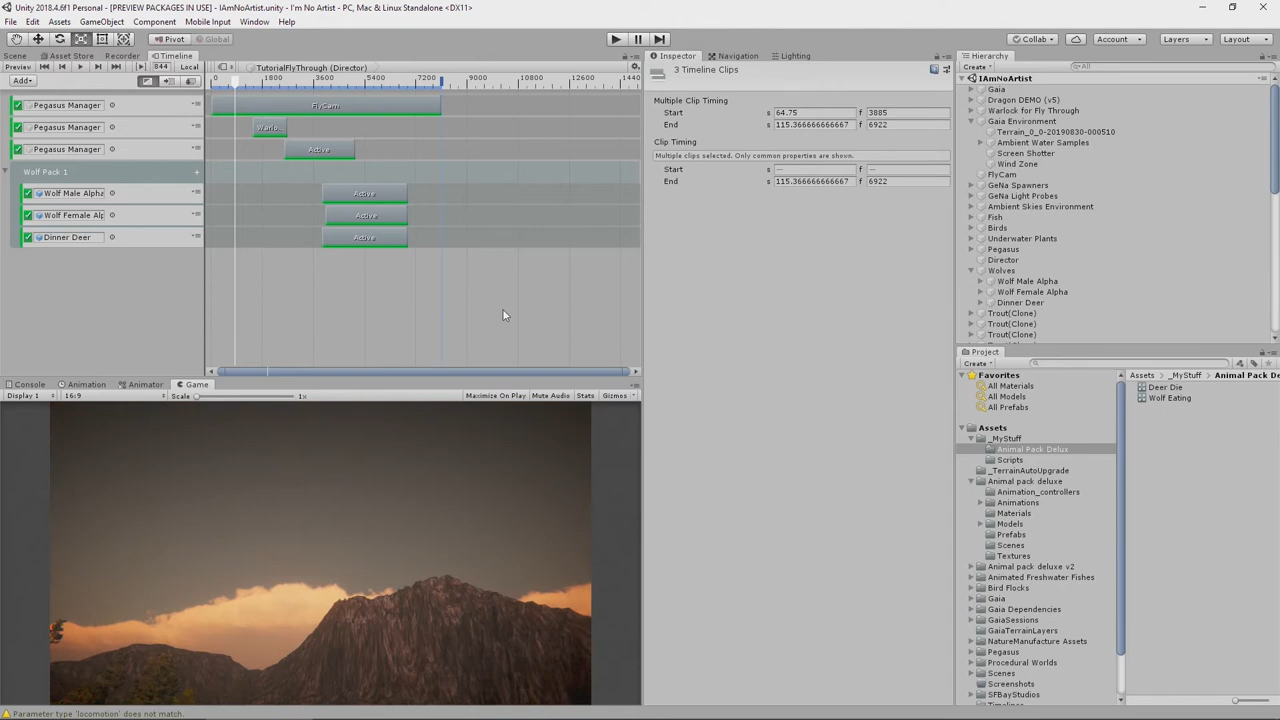 Unity 2018.4.6f1 Personal - [PREVIEW PACKAGES IN USE] - IAmNoArtist.unity - I'm No Artist - PC, Mac & Linux Standalone <DX11>
File Edit Assets GameObject Component Mobile Input Window Help
Pivot Global Collab Account Layers Layout
Scene Asset Store Recorder Timeline
Preview 844 Local TutorialFlyThrough (Director)
Add 0 1800 3600 5400 7200 9000 10800 12600 1440
Pegasus Manager FlyCam
Pegasus Manager Warlo...
Pegasus Manager Active
Wolf Pack 1
Wolf Male Alpha Active
Wolf Female Alp Active
Dinner Deer Active
Console Animation Animator Game
Display 1 16:9 Scale 1x Maximize On Play Mute Audio Stats Gizmos
Inspector Navigation Lighting
3 Timeline Clips
Multiple Clip Timing
Start s 64.75 f 3885
End s 115.366666666667 f 6922
Clip Timing
Multiple clips selected. Only common properties are shown.
Start s — f —
End s 115.366666666667 f 6922
Hierarchy
Create All
IAmNoArtist
Gaia
Dragon DEMO (v5)
Warlock for Fly Through
Gaia Environment
Terrain_0_0-20190830-000510
Ambient Water Samples
Screen Shotter
Wind Zone
FlyCam
GeNa Spawners
GeNa Light Probes
Ambient Skies Environment
Fish
Birds
Underwater Plants
Pegasus
Director
Wolves
Wolf Male Alpha
Wolf Female Alpha
Dinner Deer
Trout(Clone)
Trout(Clone)
Project
Create
Favorites
All Materials
All Models
All Prefabs
Assets
_MyStuff
Animal Pack Delux
Scripts
_TerrainAutoUpgrade
Animal pack deluxe
Animation_controllers
Animations
Materials
Models
Prefabs
Scenes
Textures
Animal pack deluxe v2
Animated Freshwater Fishes
Bird Flocks
Gaia
Gaia Dependencies
GaiaSessions
GaiaTerrainLayers
NatureManufacture Assets
Pegasus
Procedural Worlds
Scenes
Screenshots
SFBayStudios
Assets _MyStuff Animal Pack De
Deer Die
Wolf Eating
Parameter type 'locomotion' does not match.